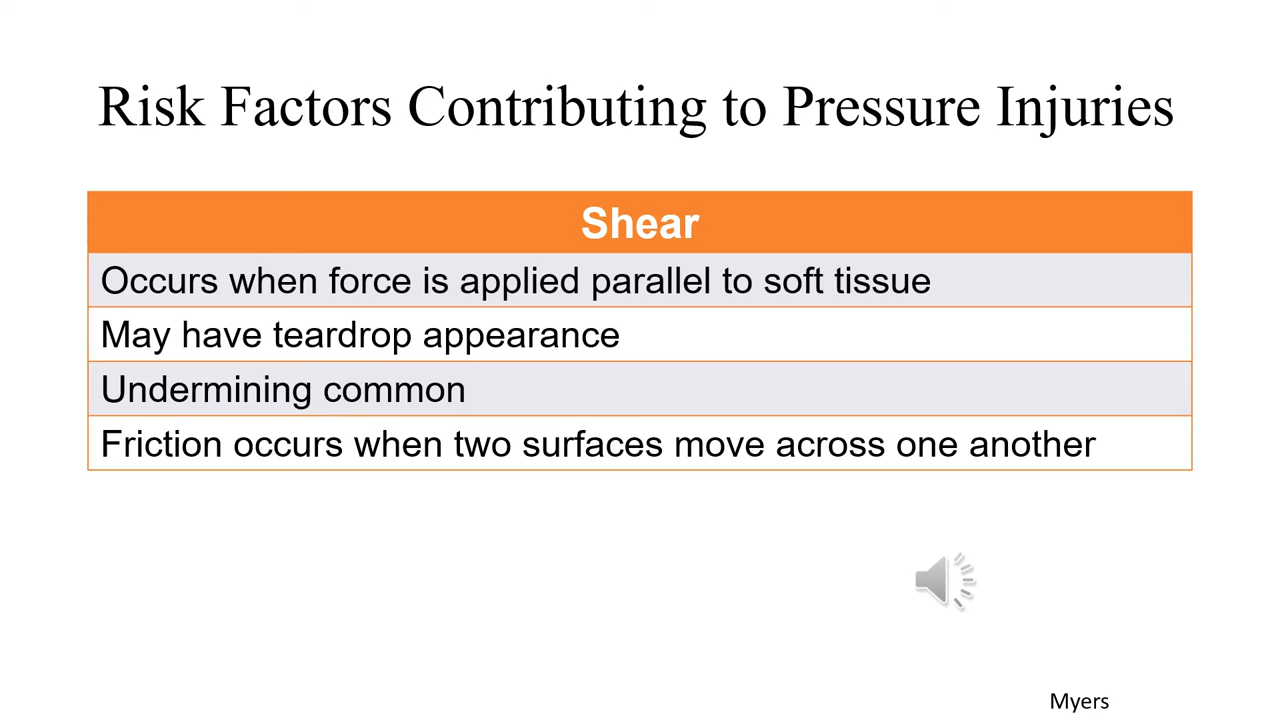 Risk Factors Contributing to Pressure Injuries
Shear
Occurs when force is applied parallel to soft tissue
May have teardrop appearance
Undermining common
Friction occurs when two surfaces move across one another
Myers